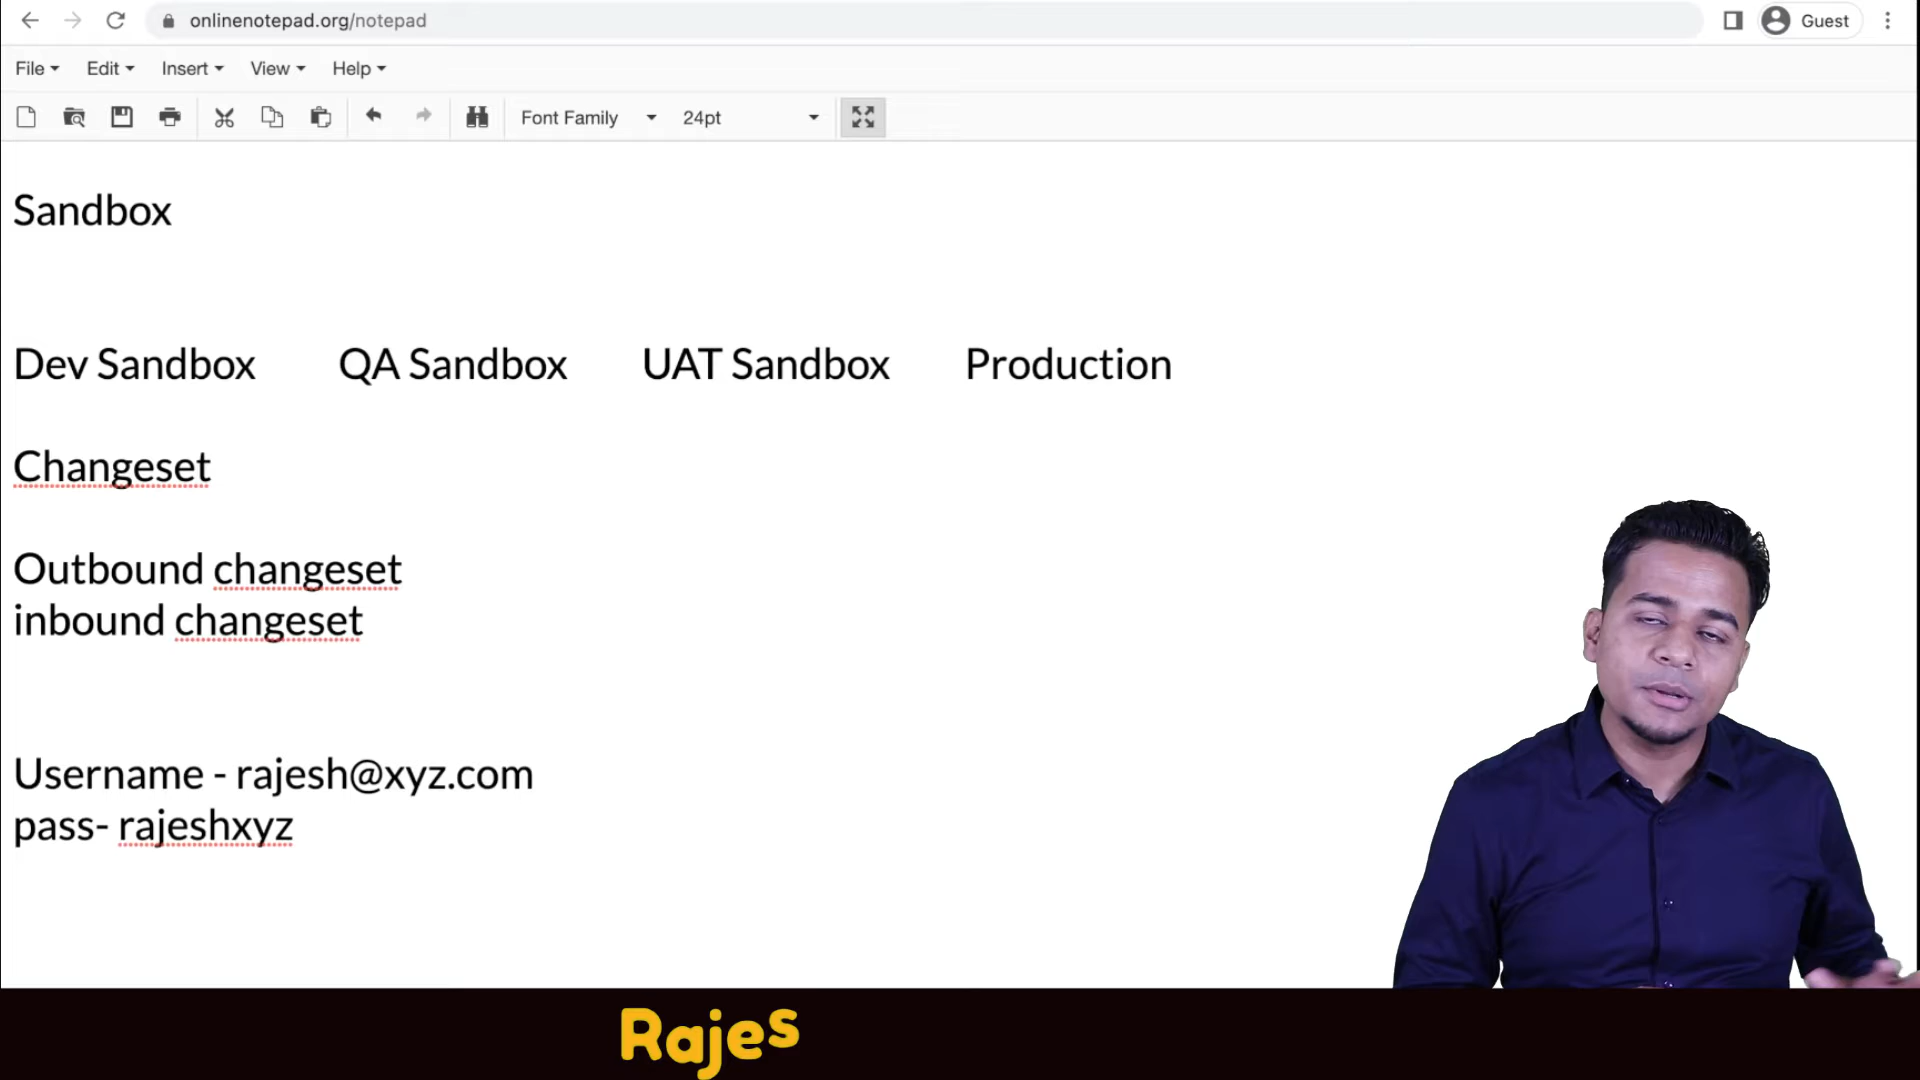 onlinenotepad.org/notepad
Guest
File Edit Insert View Help
Font Family 24pt
Sandbox
Dev Sandbox QA Sandbox UAT Sandbox Production
Changeset
Outbound changeset
inbound changeset
Username - rajesh@xyz.com
pass- rajeshxyz
Rajes